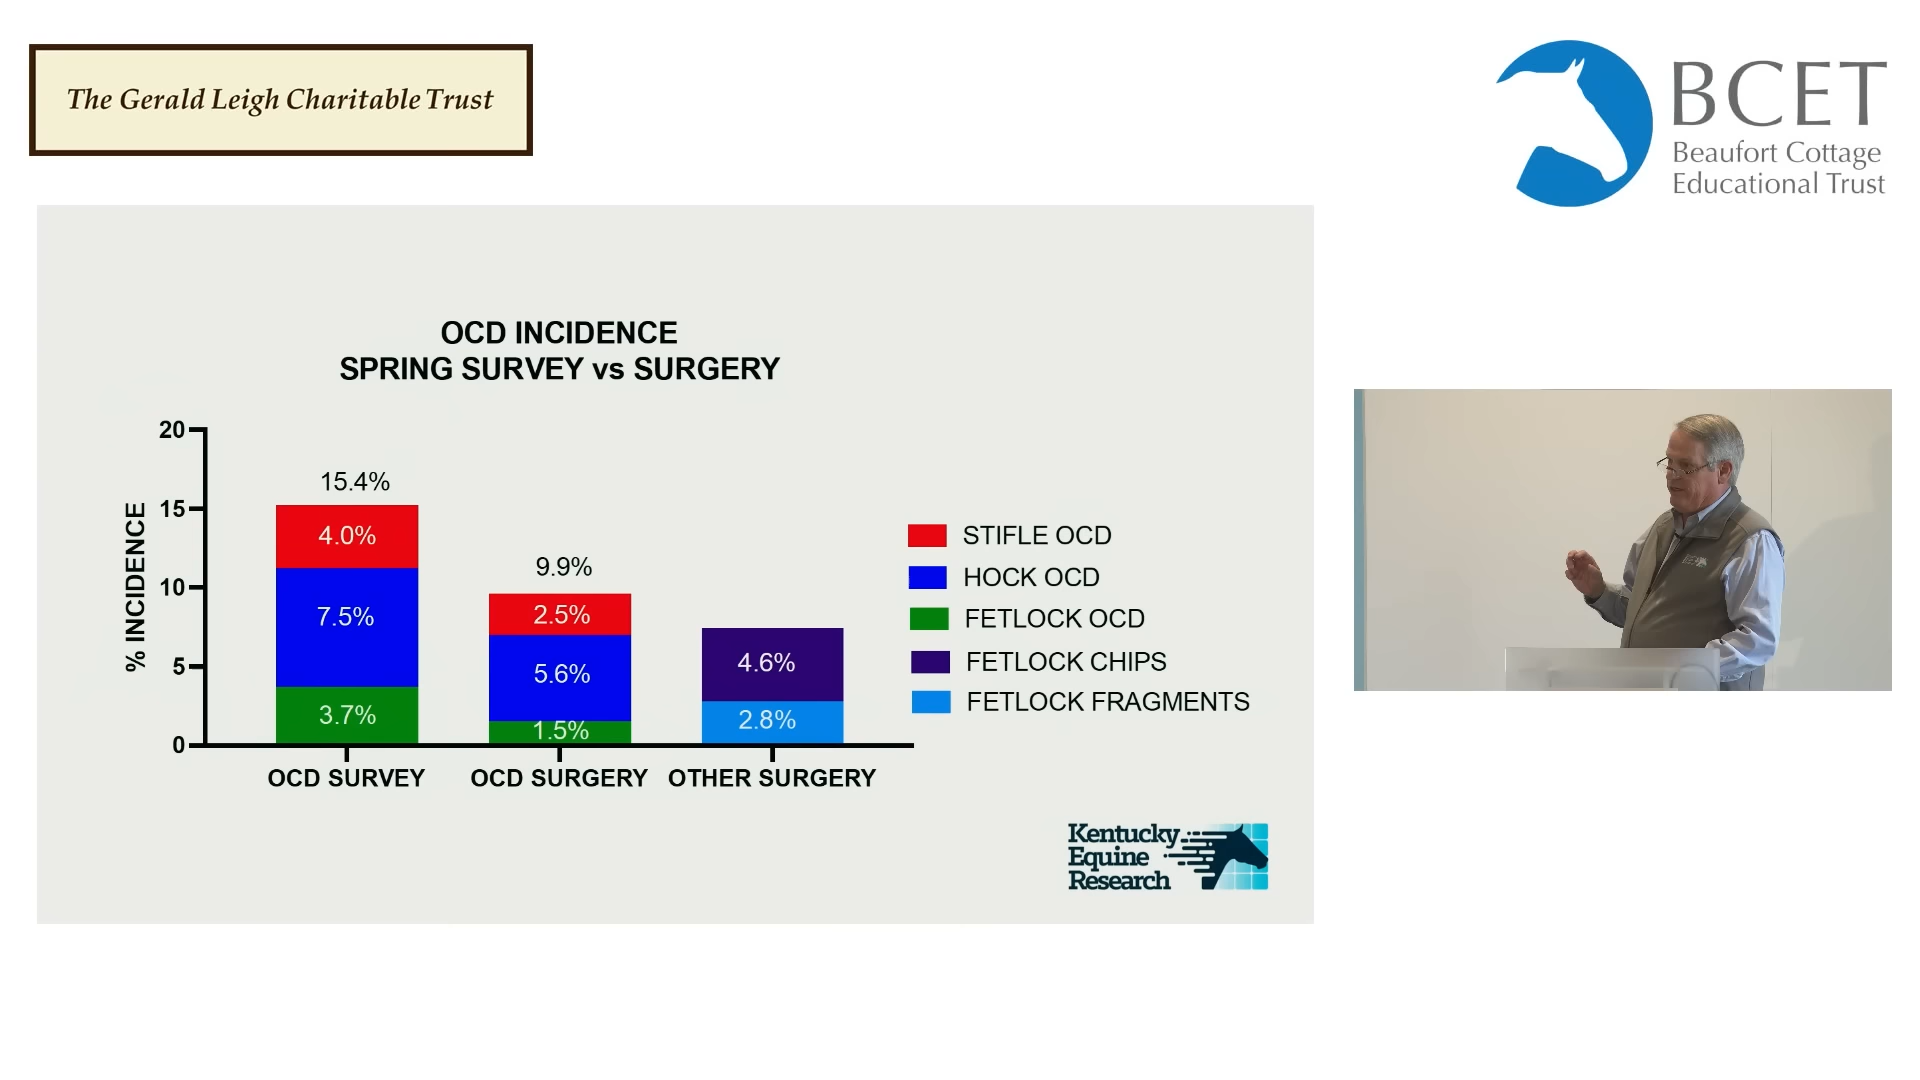 The Gerald Leigh Charitable Trust
BCET
Beaufort Cottage
Educational Trust
OCD INCIDENCE
SPRING SURVEY vs SURGERY
% INCIDENCE
20
15
10
5
0
15.4%
4.0%
7.5%
3.7%
9.9%
2.5%
5.6%
1.5%
4.6%
2.8%
OCD SURVEY
OCD SURGERY
OTHER SURGERY
STIFLE OCD
HOCK OCD
FETLOCK OCD
FETLOCK CHIPS
FETLOCK FRAGMENTS
Kentucky
Equine
Research